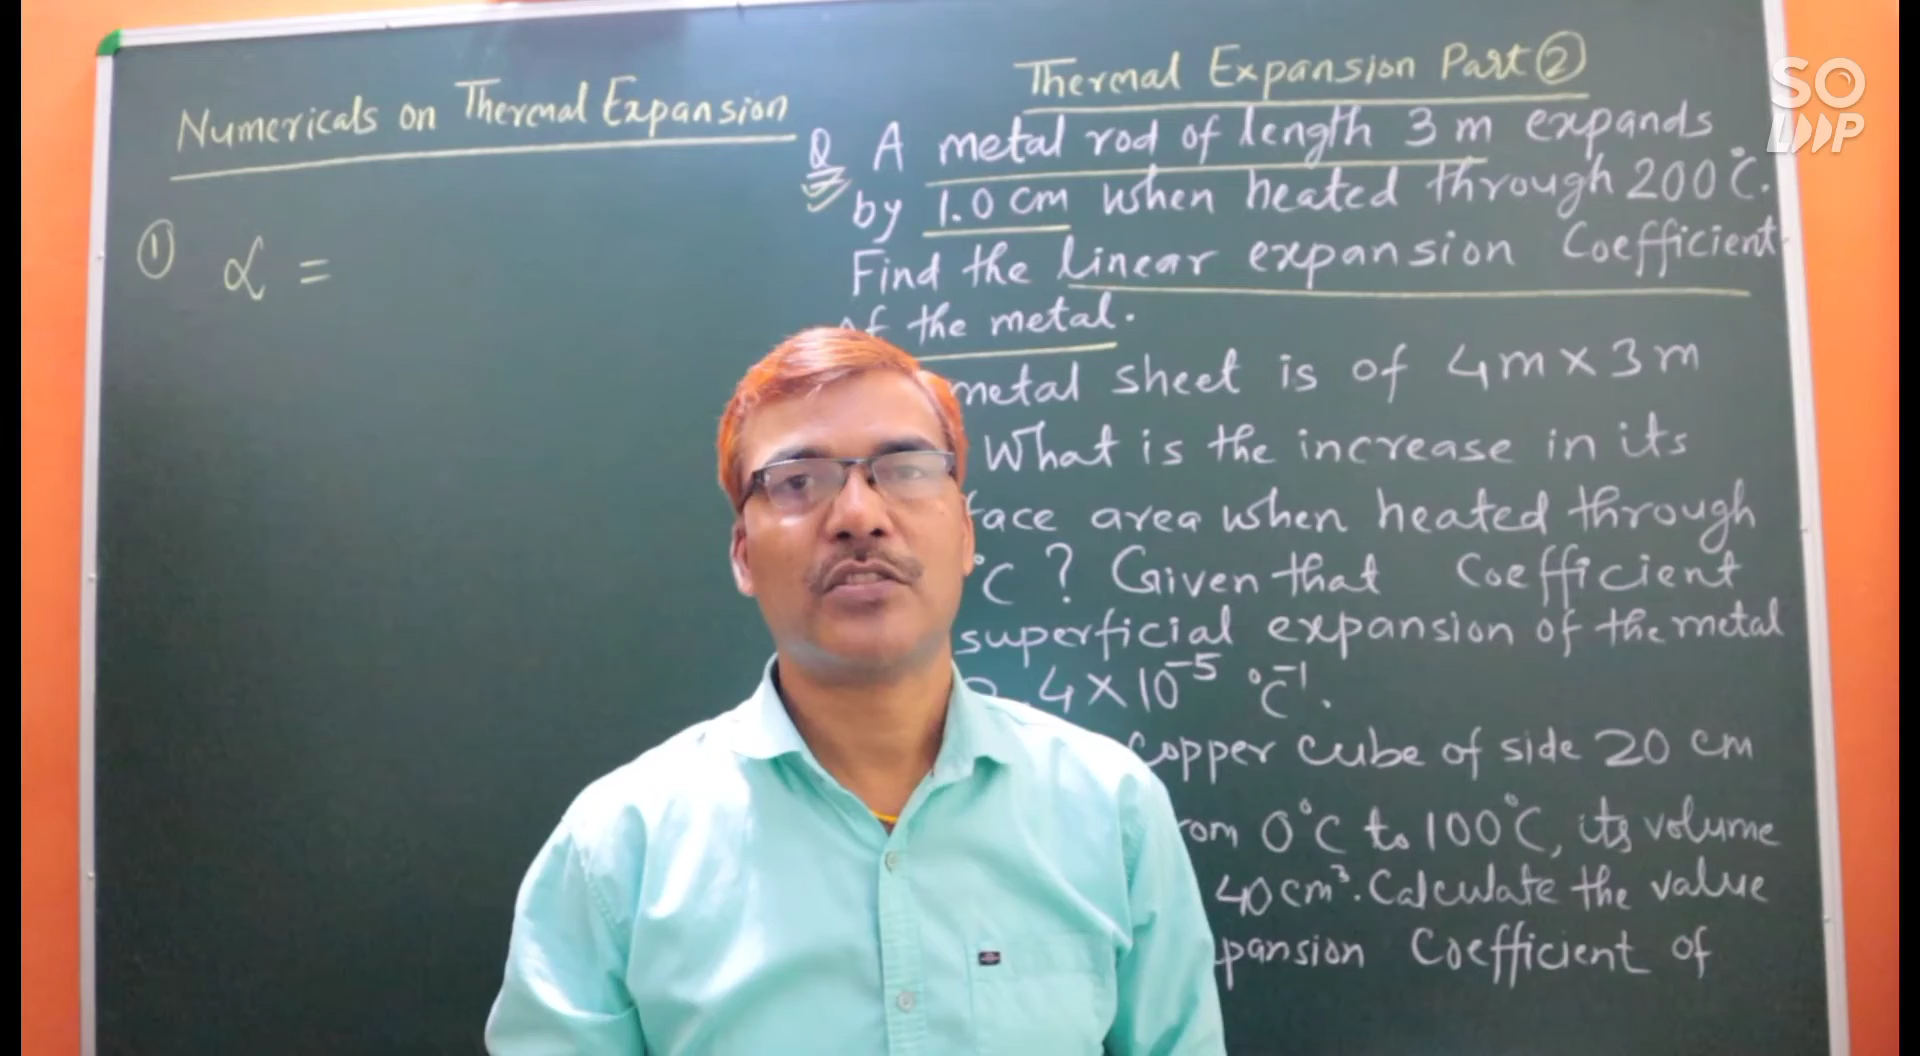 Numericals on Thermal Expansion
① α =
Thermal Expansion Part ②
Q A metal rod of length 3 m expands
by 1.0 cm when heated through 200°C.
Find the linear expansion Coefficient
of the metal.
metal sheet is of 4m × 3m
What is the increase in its
face area when heated through
°C ? Given that Coefficient
superficial expansion of the metal
.4 × 10⁻⁵ °C⁻¹.
Copper cube of side 20 cm
0°C to 100°C, its volume
40 cm³. Calculate the value
Coefficient of
SO
LP